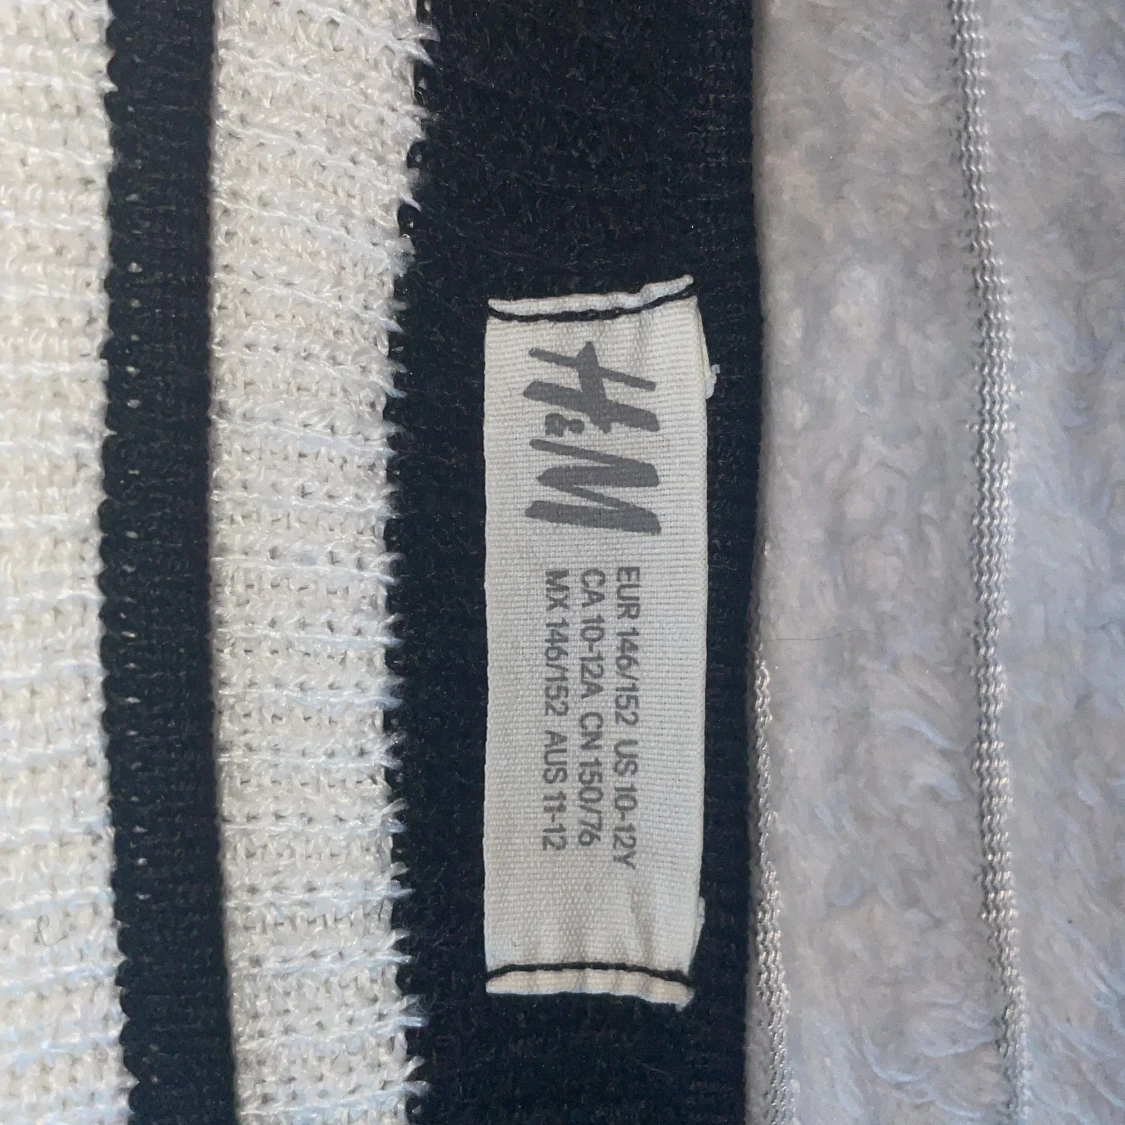 H&M
EUR 146/152 US 10-12Y
CA 10-12A CN 150/76
MX 146/152 AUS 11-12